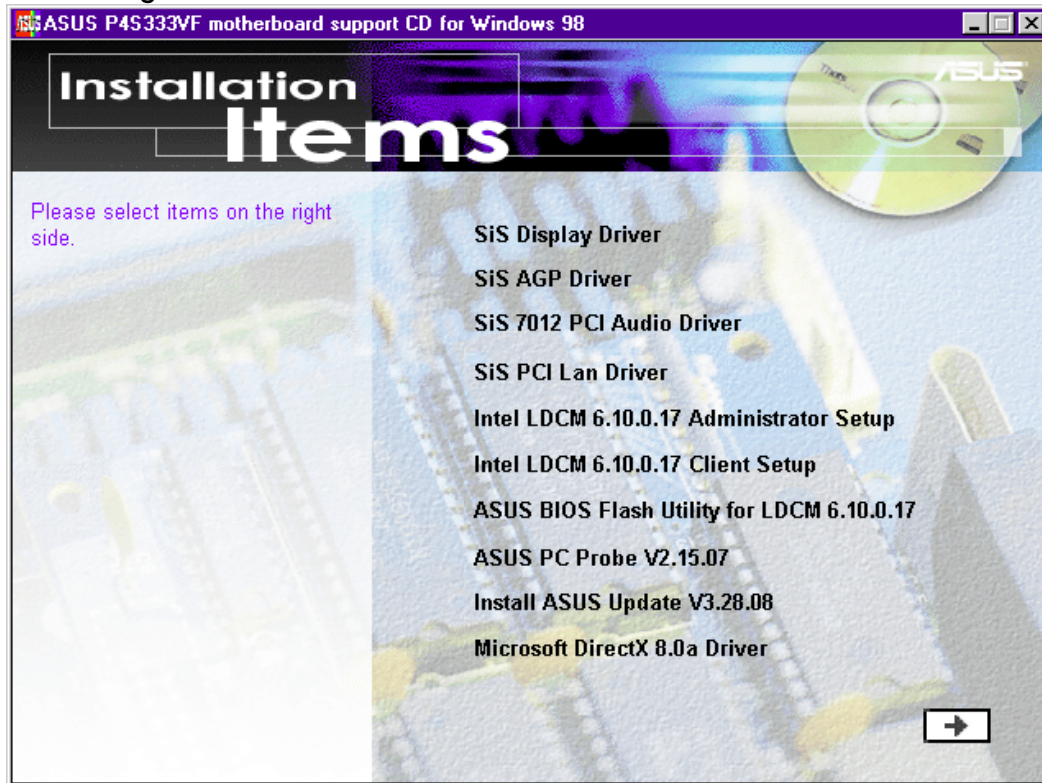 ASUS P4S333VF motherboard support CD for Windows 98
ASUS
Installation
Items
Please select items on the right
side.
SiS Display Driver
SiS AGP Driver
SiS 7012 PCI Audio Driver
SiS PCI Lan Driver
Intel LDCM 6.10.0.17 Administrator Setup
Intel LDCM 6.10.0.17 Client Setup
ASUS BIOS Flash Utility for LDCM 6.10.0.17
ASUS PC Probe V2.15.07
Install ASUS Update V3.28.08
Microsoft DirectX 8.0a Driver